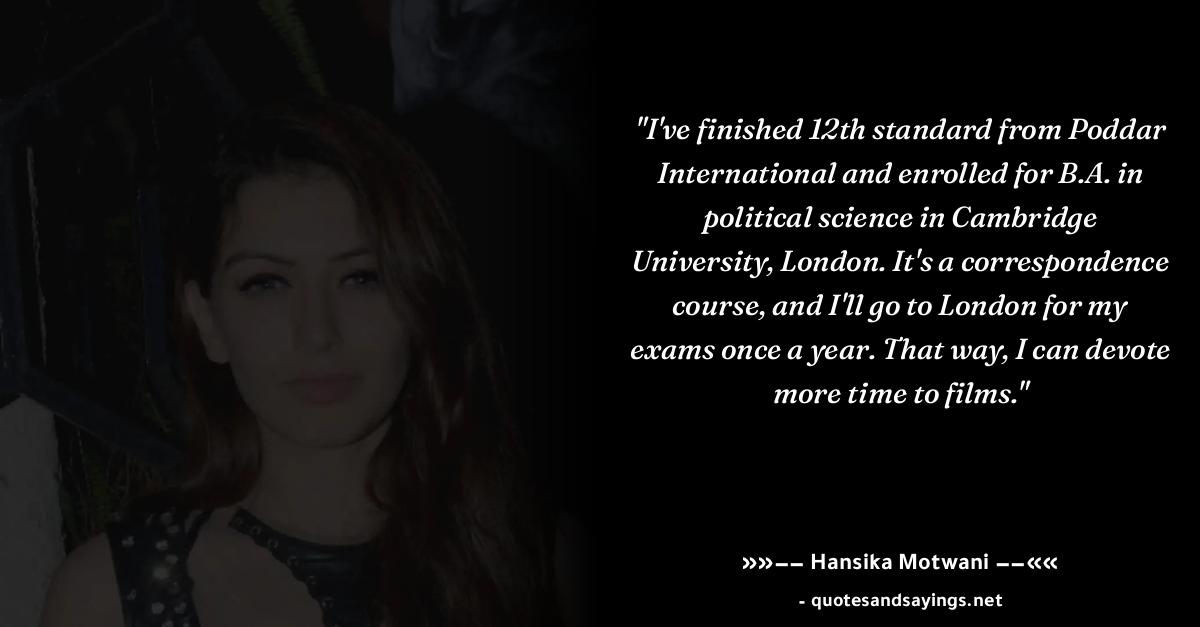 "I've finished 12th standard from Poddar
International and enrolled for B.A. in
political science in Cambridge
University, London. It's a correspondence
course, and I'll go to London for my
exams once a year. That way, I can devote
more time to films."
»»−− Hansika Motwani −−««
- quotesandsayings.net